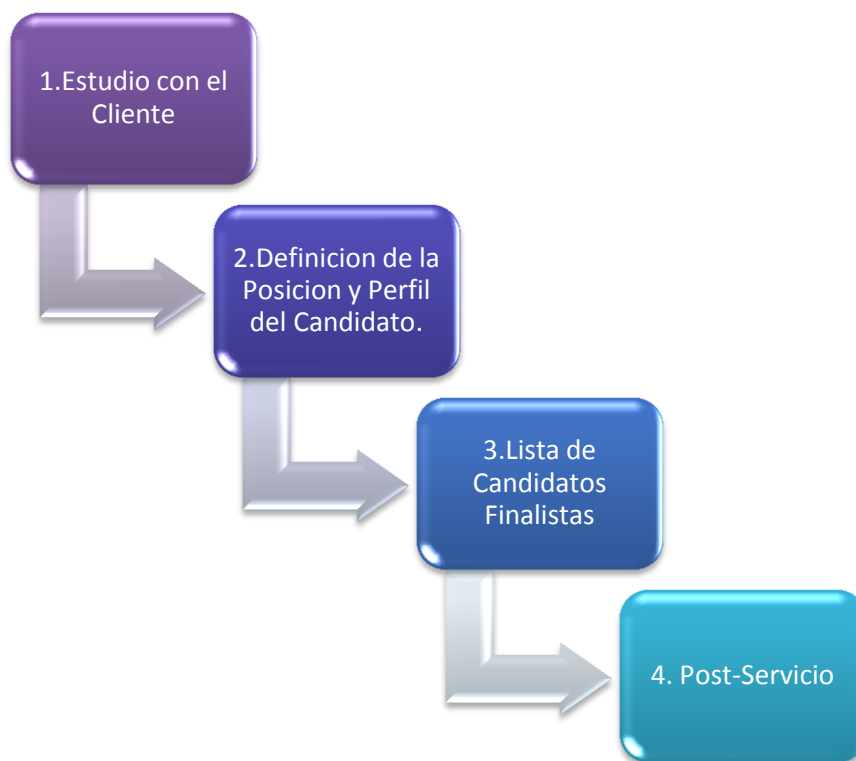 1.Estudio con el
Cliente
2.Definicion de la
Posicion y Perfil
del Candidato.
3.Lista de
Candidatos
Finalistas
4. Post-Servicio